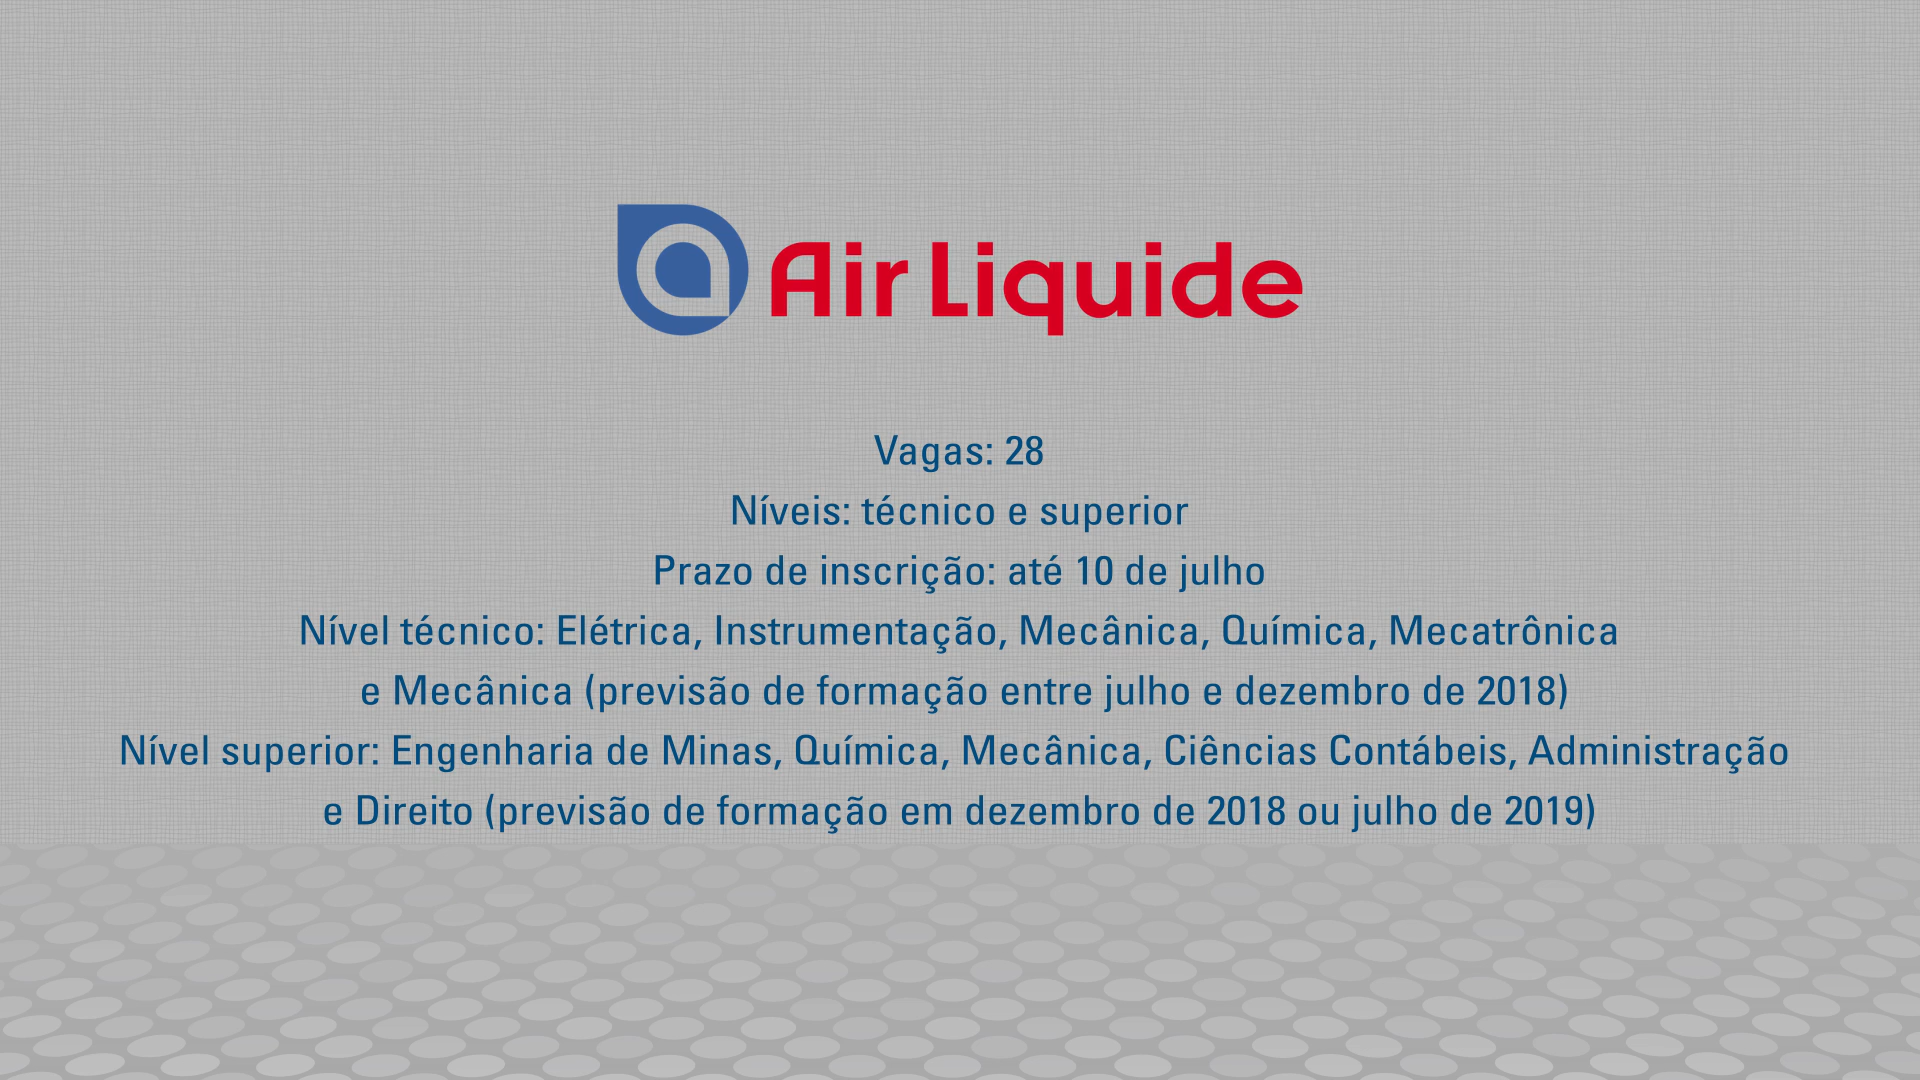 Air Liquide
Vagas: 28
Níveis: técnico e superior
Prazo de inscrição: até 10 de julho
Nível técnico: Elétrica, Instrumentação, Mecânica, Química, Mecatrônica
e Mecânica (previsão de formação entre julho e dezembro de 2018)
Nível superior: Engenharia de Minas, Química, Mecânica, Ciências Contábeis, Administração
e Direito (previsão de formação em dezembro de 2018 ou julho de 2019)